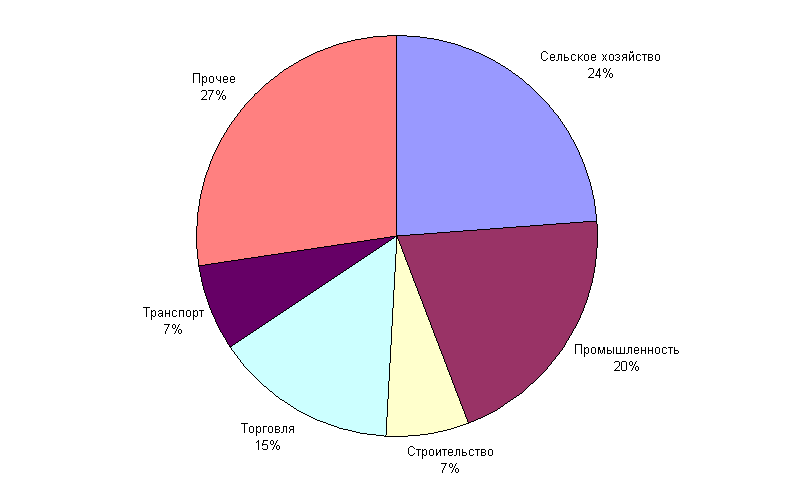 Сельское хозяйство
24%
Прочее
27%
Транспорт
7%
Промышленность
20%
Торговля
15%
Строительство
7%